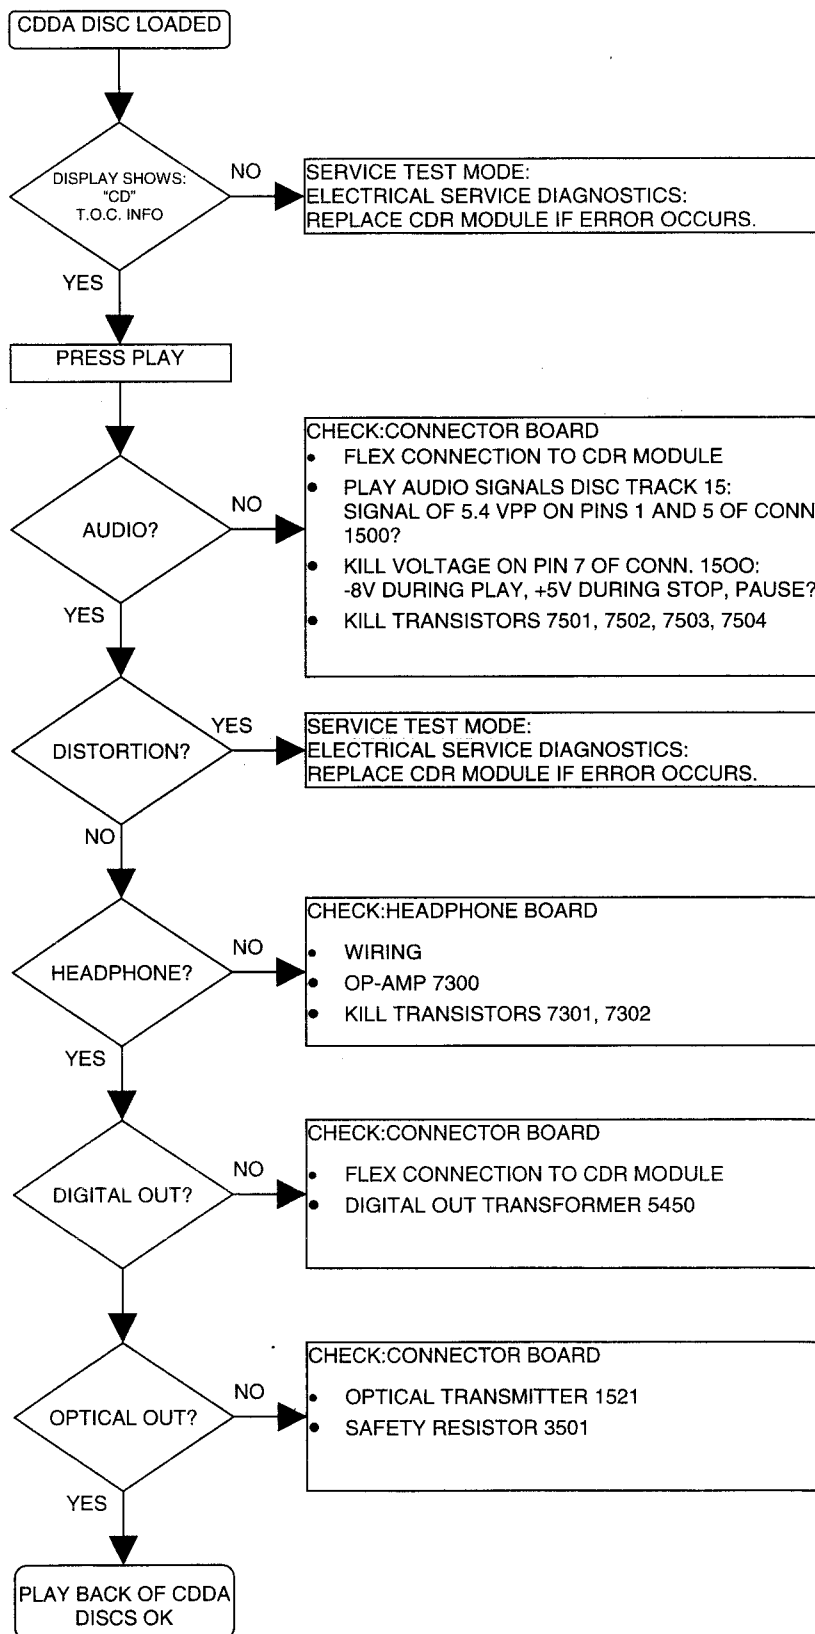 CDDA DISC LOADED
DISPLAY SHOWS:
"CD"
T.O.C. INFO
NO
SERVICE TEST MODE:
ELECTRICAL SERVICE DIAGNOSTICS:
REPLACE CDR MODULE IF ERROR OCCURS.
YES
PRESS PLAY
AUDIO?
NO
CHECK:CONNECTOR BOARD
• FLEX CONNECTION TO CDR MODULE
• PLAY AUDIO SIGNALS DISC TRACK 15:
SIGNAL OF 5.4 VPP ON PINS 1 AND 5 OF CONN
1500?
• KILL VOLTAGE ON PIN 7 OF CONN. 15OO:
-8V DURING PLAY, +5V DURING STOP, PAUSE?
• KILL TRANSISTORS 7501, 7502, 7503, 7504
YES
DISTORTION?
YES
SERVICE TEST MODE:
ELECTRICAL SERVICE DIAGNOSTICS:
REPLACE CDR MODULE IF ERROR OCCURS.
NO
HEADPHONE?
NO
CHECK:HEADPHONE BOARD
• WIRING
• OP-AMP 7300
• KILL TRANSISTORS 7301, 7302
YES
DIGITAL OUT?
NO
CHECK:CONNECTOR BOARD
• FLEX CONNECTION TO CDR MODULE
• DIGITAL OUT TRANSFORMER 5450
OPTICAL OUT?
NO
CHECK:CONNECTOR BOARD
• OPTICAL TRANSMITTER 1521
• SAFETY RESISTOR 3501
YES
PLAY BACK OF CDDA
DISCS OK